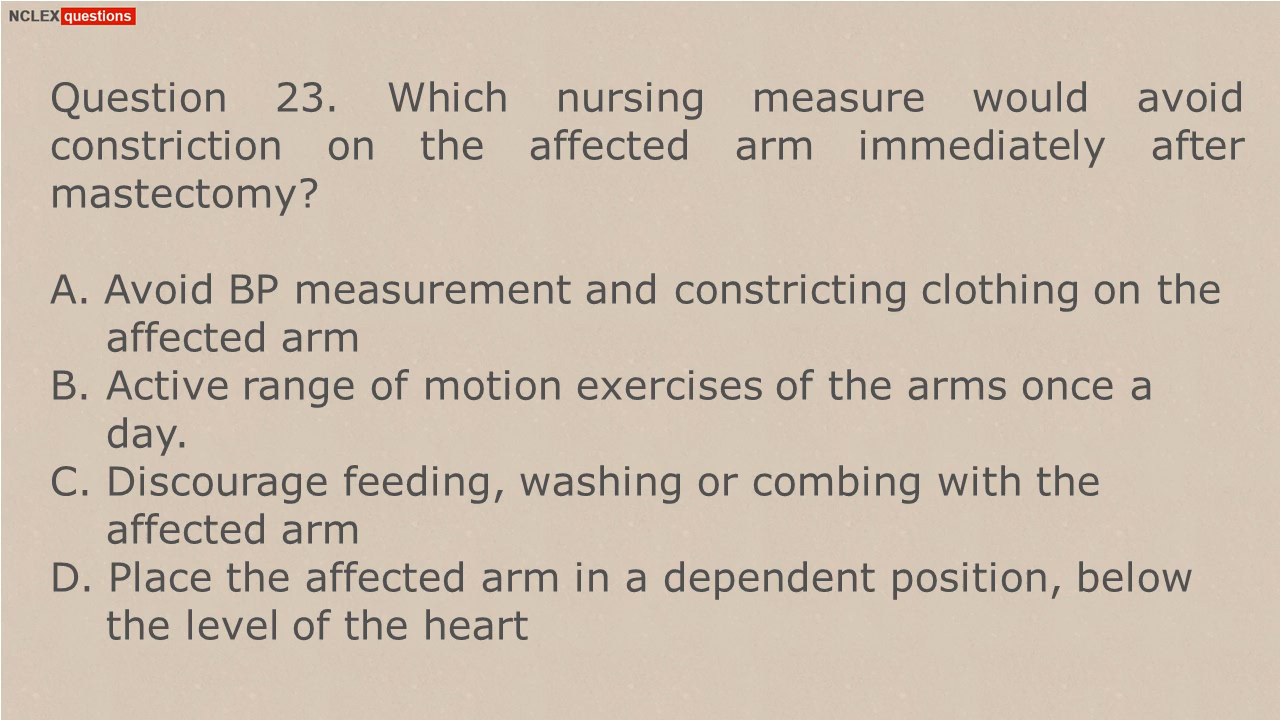 NCLEX questions
Question 23. Which nursing measure would avoid
constriction on the affected arm immediately after
mastectomy?
A. Avoid BP measurement and constricting clothing on the
affected arm
B. Active range of motion exercises of the arms once a
day.
C. Discourage feeding, washing or combing with the
affected arm
D. Place the affected arm in a dependent position, below
the level of the heart